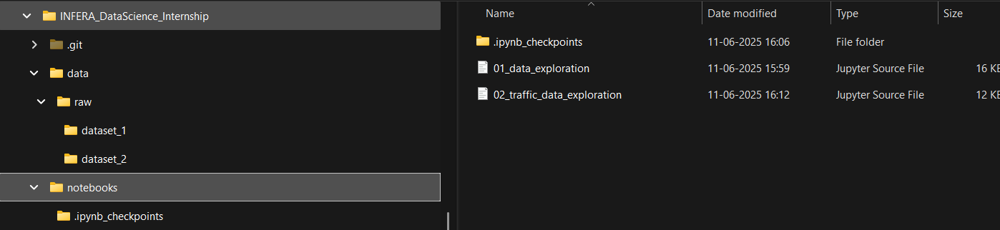 INFERA_DataScience_Internship
.git
data
raw
dataset_1
dataset_2
notebooks
.ipynb_checkpoints
Name Date modified Type Size
.ipynb_checkpoints 11-06-2025 16:06 File folder
01_data_exploration 11-06-2025 15:59 Jupyter Source File 16 KB
02_traffic_data_exploration 11-06-2025 16:12 Jupyter Source File 12 KB